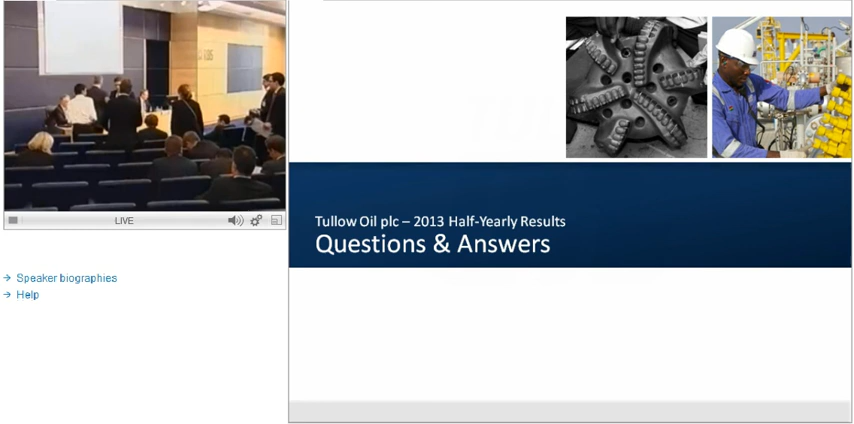 LIVE
→ Speaker biographies
→ Help
Tullow Oil plc – 2013 Half-Yearly Results
Questions & Answers